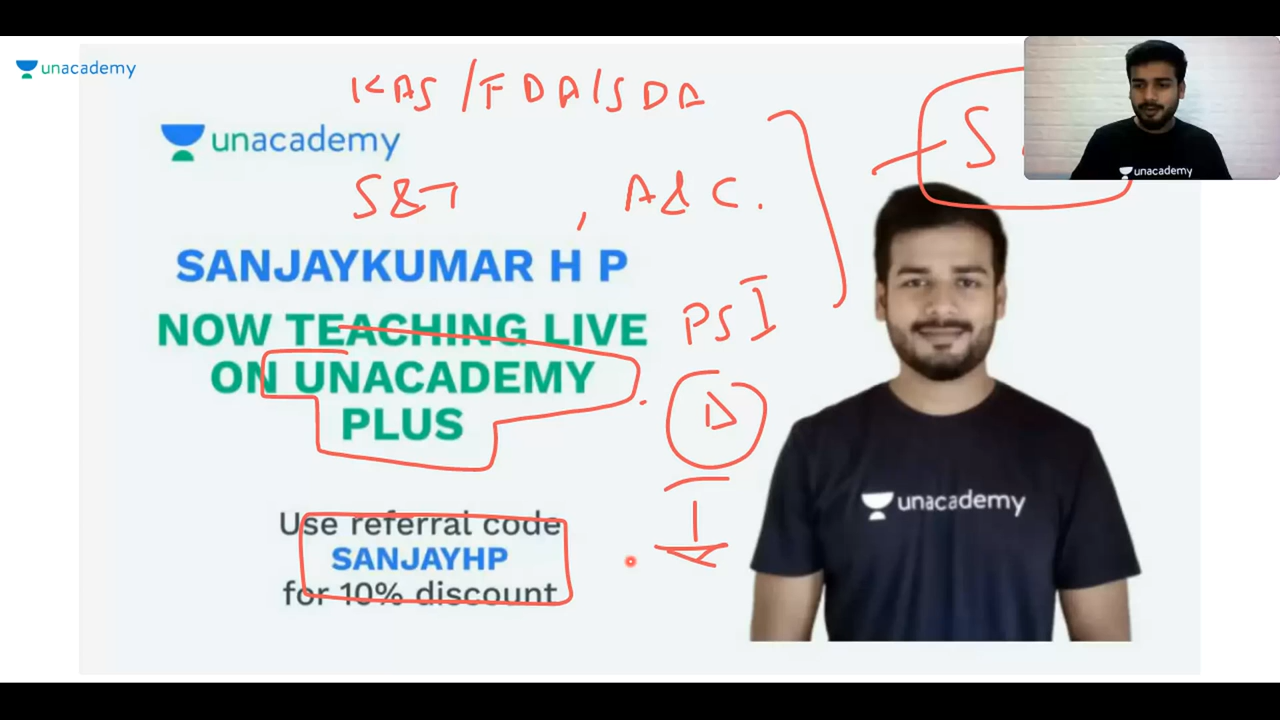 unacademy
KAS / FDA / SDA
unacademy
S
unacademy
S&T , A & C.
SANJAYKUMAR H P
PSI
NOW TEACHING LIVE
ON UNACADEMY
PLUS
D
unacademy
Use referral code
SANJAYHP
for 10% discount
I